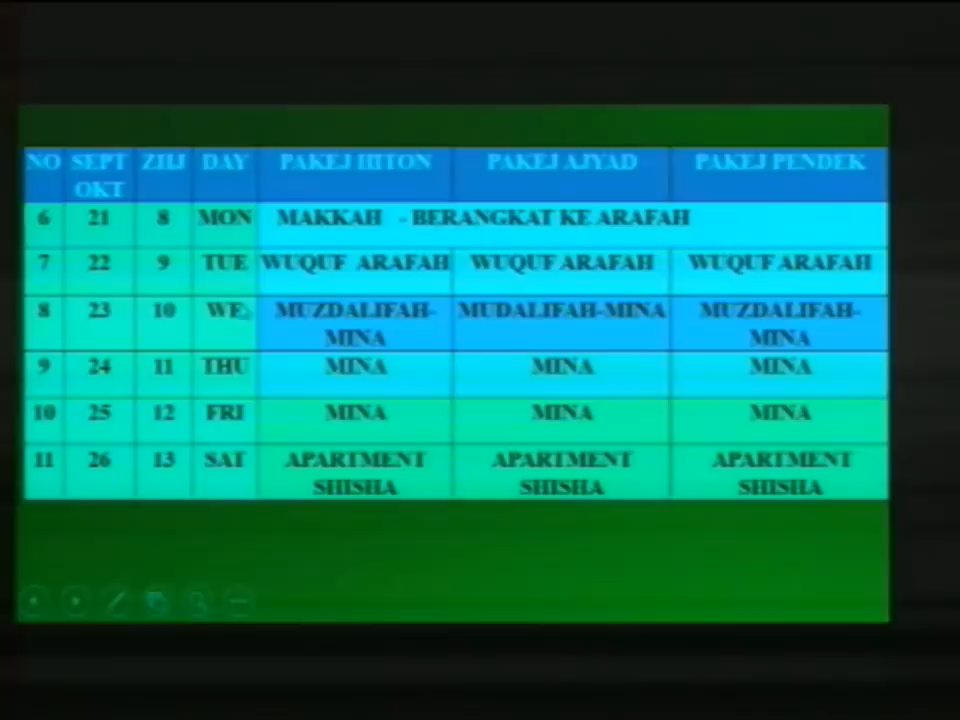 NO SEPT ZIHJ DAY PAKEJ HITON PAKEJ AJYAD PAKEJ PENDEK
OKT
6 21 8 MON MAKKAH - BERANGKAT KE ARAFAH
7 22 9 TUE WUQUF ARAFAH WUQUF ARAFAH WUQUF ARAFAH
8 23 10 WE MUZDALIFAH- MUDALIFAH-MINA MUZDALIFAH-
MINA MINA
9 24 11 THU MINA MINA MINA
10 25 12 FRI MINA MINA MINA
11 26 13 SAT APARTMENT APARTMENT APARTMENT
SHISHA SHISHA SHISHA